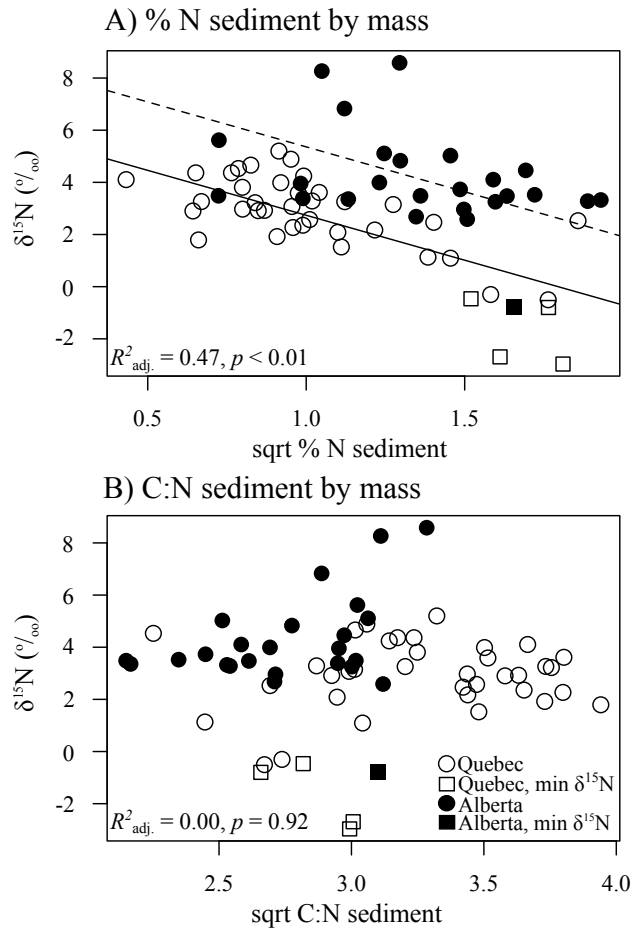 A) % N sediment by mass
8
6
4
2
0
-2
δ¹⁵N (º/ₒₒ)
R²adj. = 0.47, p < 0.01
0.5 1.0 1.5
sqrt % N sediment
B) C:N sediment by mass
8
6
4
2
0
-2
δ¹⁵N (º/ₒₒ)
Quebec
Quebec, min δ¹⁵N
Alberta
Alberta, min δ¹⁵N
R²adj. = 0.00, p = 0.92
2.5 3.0 3.5 4.0
sqrt C:N sediment